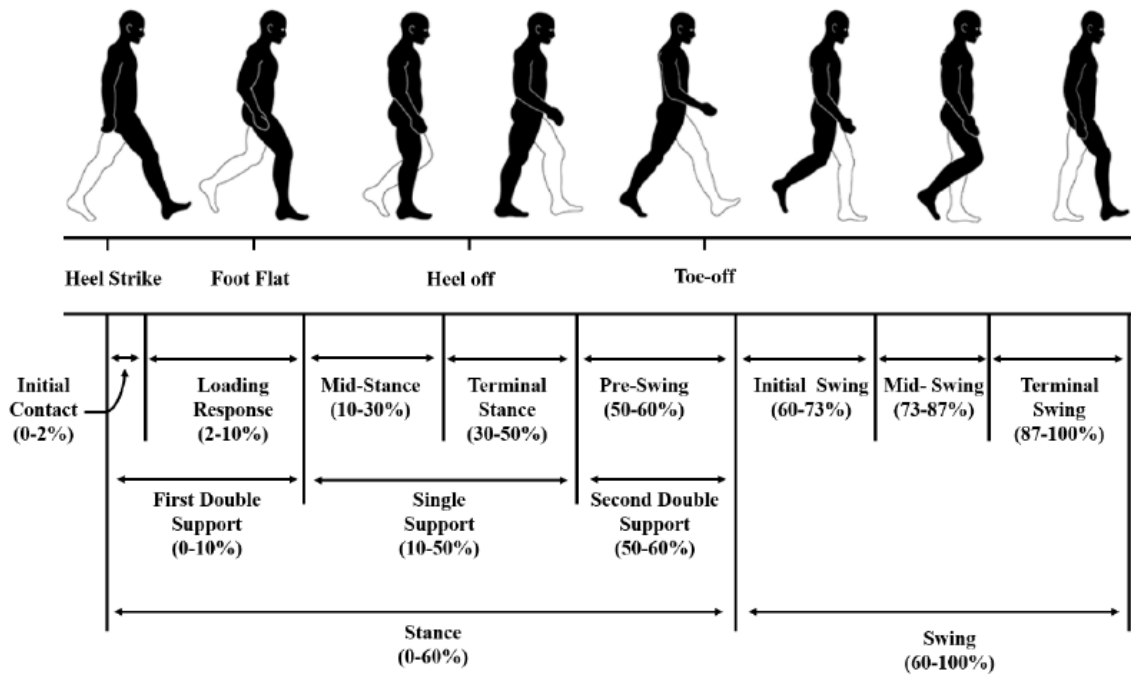 Heel Strike
Foot Flat
Heel off
Toe-off
Initial
Contact
(0-2%)
Loading
Response
(2-10%)
Mid-Stance
(10-30%)
Terminal
Stance
(30-50%)
Pre-Swing
(50-60%)
Initial Swing
(60-73%)
Mid- Swing
(73-87%)
Terminal
Swing
(87-100%)
First Double
Support
(0-10%)
Single
Support
(10-50%)
Second Double
Support
(50-60%)
Stance
(0-60%)
Swing
(60-100%)